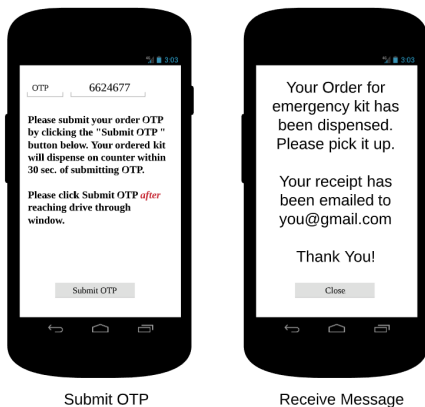 3:03
OTP 6624677
Please submit your order OTP
by clicking the "Submit OTP "
button below. Your ordered kit
will dispense on counter within
30 sec. of submitting OTP.
Please click Submit OTP after
reaching drive through
window.
Submit OTP
Submit OTP
3:03
Your Order for
emergency kit has
been dispensed.
Please pick it up.
Your receipt has
been emailed to
you@gmail.com
Thank You!
Close
Receive Message